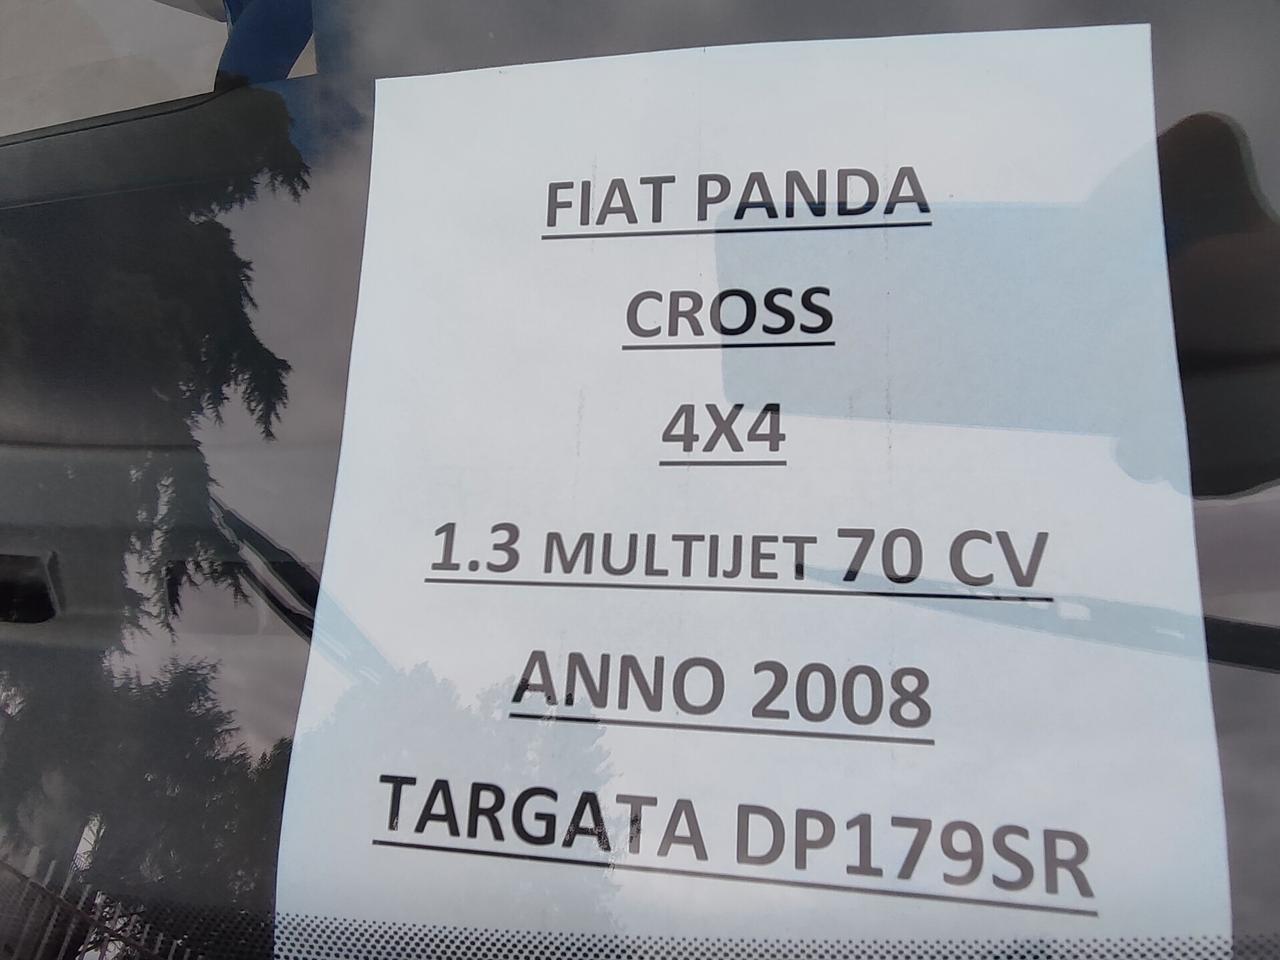 FIAT PANDA
CROSS
4X4
1.3 MULTIJET 70 CV
ANNO 2008
TARGATA DP179SR